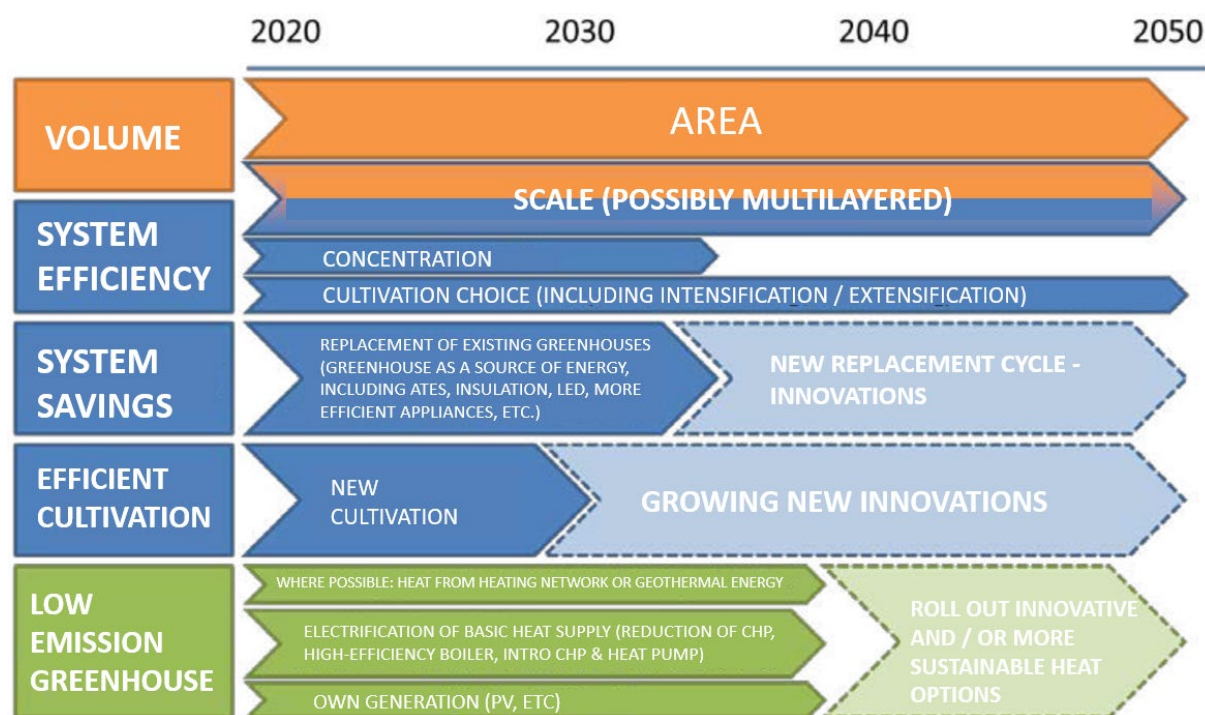 2020 2030 2040 2050
VOLUME
AREA
SCALE (POSSIBLY MULTILAYERED)
SYSTEM
EFFICIENCY
CONCENTRATION
CULTIVATION CHOICE (INCLUDING INTENSIFICATION / EXTENSIFICATION)
SYSTEM
SAVINGS
REPLACEMENT OF EXISTING GREENHOUSES
(GREENHOUSE AS A SOURCE OF ENERGY,
INCLUDING ATES, INSULATION, LED, MORE
EFFICIENT APPLIANCES, ETC.)
NEW REPLACEMENT CYCLE -
INNOVATIONS
EFFICIENT
CULTIVATION
NEW
CULTIVATION
GROWING NEW INNOVATIONS
LOW
EMISSION
GREENHOUSE
WHERE POSSIBLE: HEAT FROM HEATING NETWORK OR GEOTHERMAL ENERGY
ELECTRIFICATION OF BASIC HEAT SUPPLY (REDUCTION OF CHP,
HIGH-EFFICIENCY BOILER, INTRO CHP & HEAT PUMP)
OWN GENERATION (PV, ETC)
ROLL OUT INNOVATIVE
AND / OR MORE
SUSTAINABLE HEAT
OPTIONS